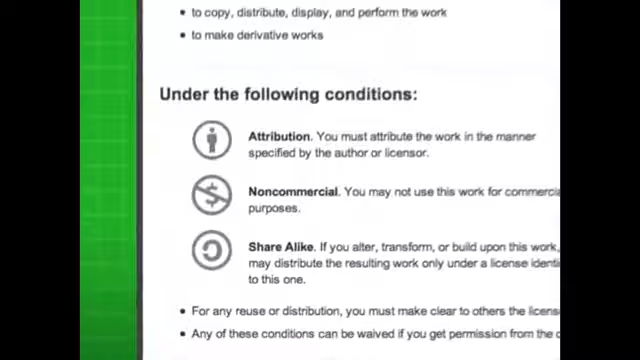 • to copy, distribute, display, and perform the work
• to make derivative works
Under the following conditions:
Attribution. You must attribute the work in the manner
specified by the author or licensor.
Noncommercial. You may not use this work for commercia
purposes.
Share Alike. If you alter, transform, or build upon this work,
may distribute the resulting work only under a license identi
to this one.
• For any reuse or distribution, you must make clear to others the licens
• Any of these conditions can be waived if you get permission from the